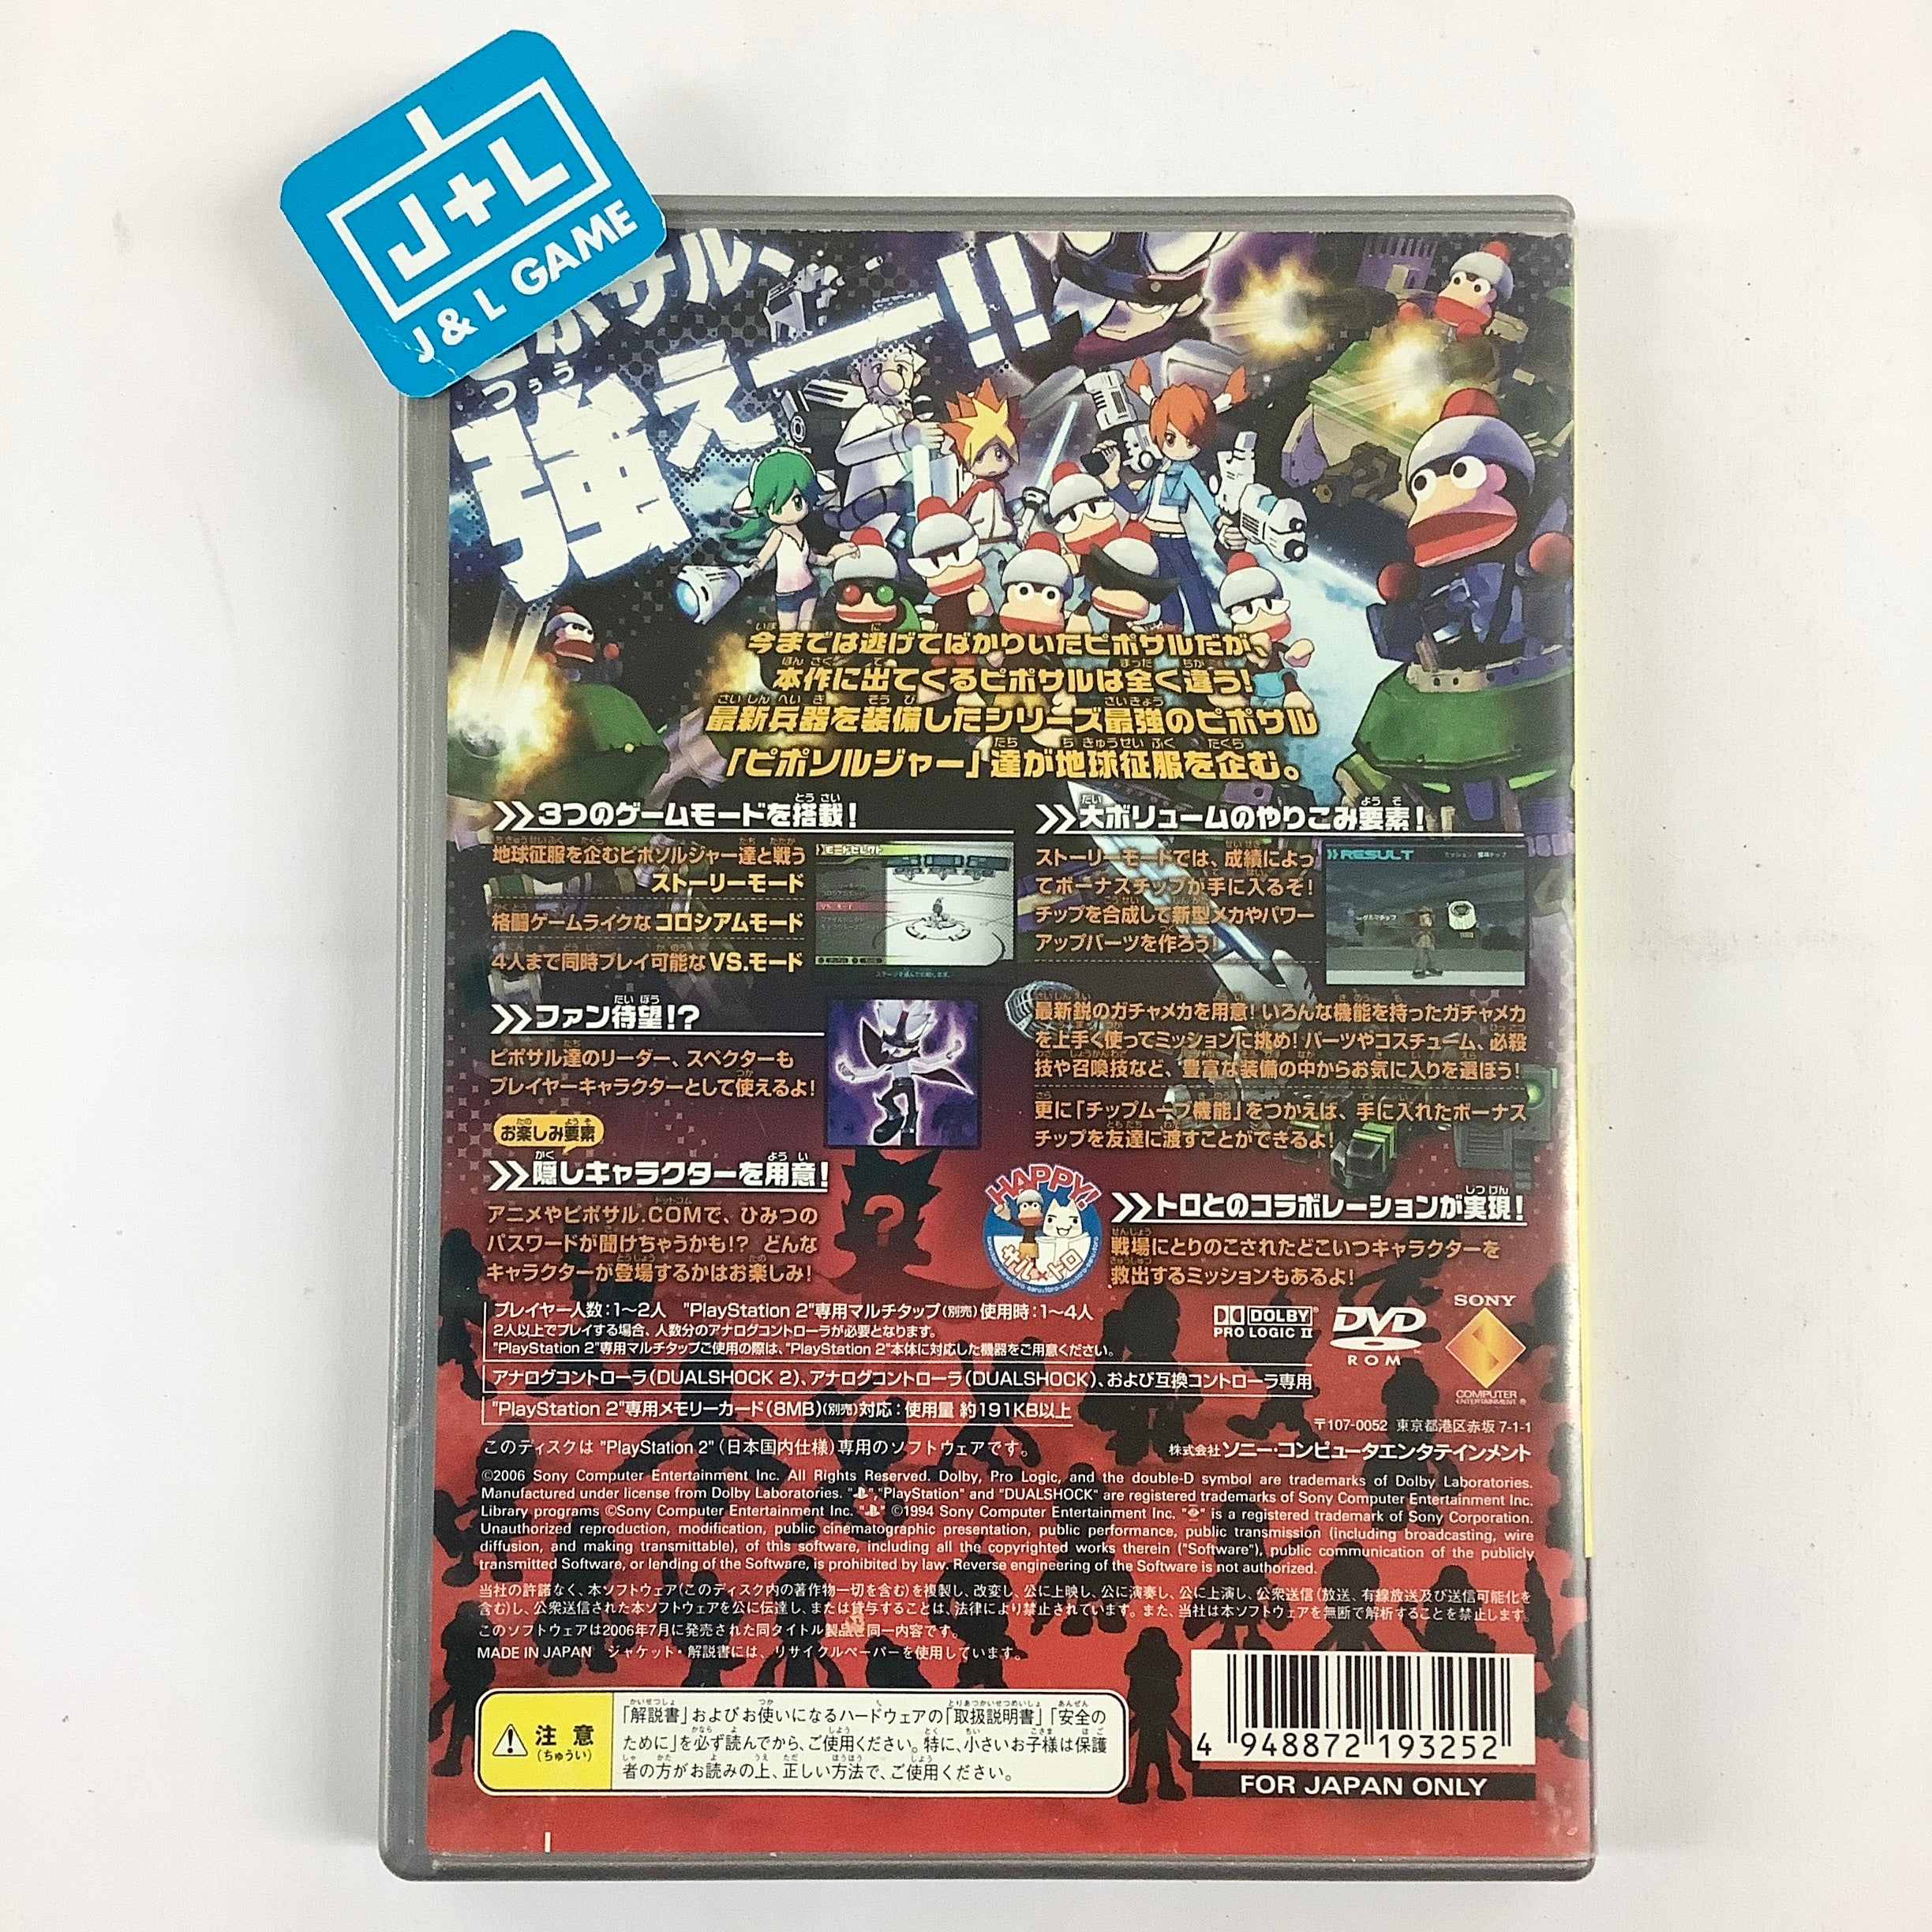 J+L
J&L GAME
ピポサル、
つぅう
強えー!!
今までは逃げてばかりいたピポサルだが、
本作に出てくるピポサルは全く違う!
最新兵器を装備したシリーズ最強のピポサル
「ピポソルジャー」達が地球征服を企む。
3つのゲームモードを搭載!
地球征服を企むピポソルジャー達と戦う
ストーリーモード
格闘ゲームライクなコロシアムモード
4人まで同時プレイ可能なVS.モード
モードセレクト
ファン待望!?
ピポサル達のリーダー、スペクターも
プレイヤーキャラクターとして使えるよ!
お楽しみ要素
隠しキャラクターを用意!
アニメやピポサル.COMで、ひみつの
パスワードが聞けちゃうかも!? どんな
キャラクターが登場するかはお楽しみ!
?
大ボリュームのやりこみ要素!
ストーリーモードでは、成績によっ
てボーナスチップが手に入るぞ!
チップを合成して新型メカやパワー
アップパーツを作ろう!
RESULT
最新鋭のガチャメカを用意!いろんな機能を持ったガチャメカ
を上手く使ってミッションに挑め!パーツやコスチューム、必殺
技や召喚技など、豊富な装備の中からお気に入りを選ぼう!
更に「チップムーブ機能」をつかえば、手に入れたボーナス
チップを友達に渡すことができるよ!
HAPPY!
サル×トロ
トロとのコラボレーションが実現!
戦場にとりのこされたどこいつキャラクターを
救出するミッションもあるよ!
プレイヤー人数:1〜2人 "PlayStation 2"専用マルチタップ(別売)使用時:1〜4人
2人以上でプレイする場合、人数分のアナログコントローラが必要となります。
"PlayStation 2"専用マルチタップご使用の際は、"PlayStation 2"本体に対応した機器をご用意ください。
アナログコントローラ(DUALSHOCK 2)、アナログコントローラ(DUALSHOCK)、および互換コントローラ専用
"PlayStation 2"専用メモリーカード(8MB)(別売)対応:使用量 約191KB以上
DOLBY
PRO LOGIC II
DVD
ROM
SONY
COMPUTER
ENTERTAINMENT
〒107-0052 東京都港区赤坂 7-1-1
株式会社ソニー・コンピュータエンタテインメント
このディスクは "PlayStation 2"(日本国内仕様)専用のソフトウェアです。
©2006 Sony Computer Entertainment Inc. All Rights Reserved. Dolby, Pro Logic, and the double-D symbol are trademarks of Dolby Laboratories.
Manufactured under license from Dolby Laboratories. "", "PlayStation" and "DUALSHOCK" are registered trademarks of Sony Computer Entertainment Inc.
Library programs ©Sony Computer Entertainment Inc. "" ©1994 Sony Computer Entertainment Inc. "" is a registered trademark of Sony Corporation.
Unauthorized reproduction, modification, public cinematographic presentation, public performance, public transmission (including broadcasting, wire
diffusion, and making transmittable), of this software, including all the copyrighted works therein ("Software"), public communication of the publicly
transmitted Software, or lending of the Software, is prohibited by law. Reverse engineering of the Software is not authorized.
当社の許諾なく、本ソフトウェア(このディスク内の著作物一切を含む)を複製し、改変し、公に上映し、公に演奏し、公に上演し、公衆送信(放送、有線放送及び送信可能化を
含む)し、公衆送信された本ソフトウェアを公に伝達し、または貸与することは、法律により禁止されています。また、当社は本ソフトウェアを無断で解析することを禁止します。
このソフトウェアは2006年7月に発売された同タイトル製品と同一内容です。
MADE IN JAPAN ジャケット・解説書には、リサイクルペーパーを使用しています。
注意
(ちゅうい)
「解説書」およびお使いになるハードウェアの「取扱説明書」「安全の
ために」を必ず読んでから、ご使用ください。特に、小さいお子様は保護
者の方がお読みの上、正しい方法で、ご使用ください。
4 948872 193252
FOR JAPAN ONLY